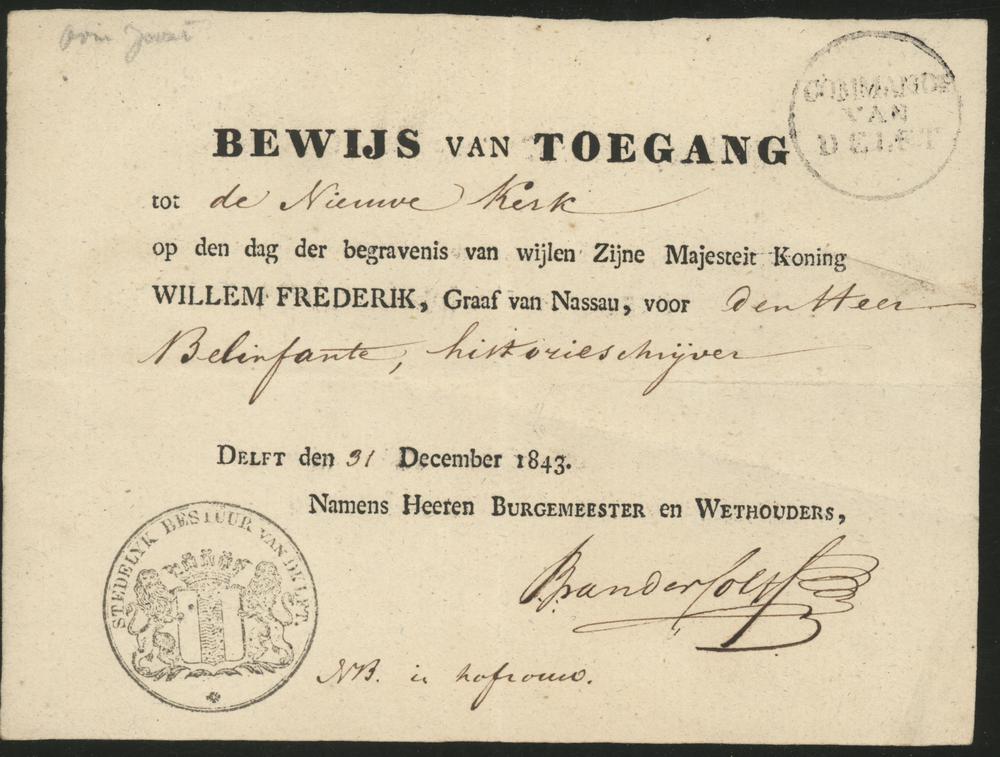 COMMANDT
VAN
DELFT
BEWIJS VAN TOEGANG
tot de Nieuwe Kerk
op den dag der begravenis van wijlen Zijne Majesteit Koning
WILLEM FREDERIK, Graaf van Nassau, voor den Heer
Belinfante, historieschrijver
DELFT den 31 December 1843.
Namens Heeren BURGEMEESTER en WETHOUDERS,
STEDELYK BESTUUR VAN DELFT.
NB. in hofrouw.